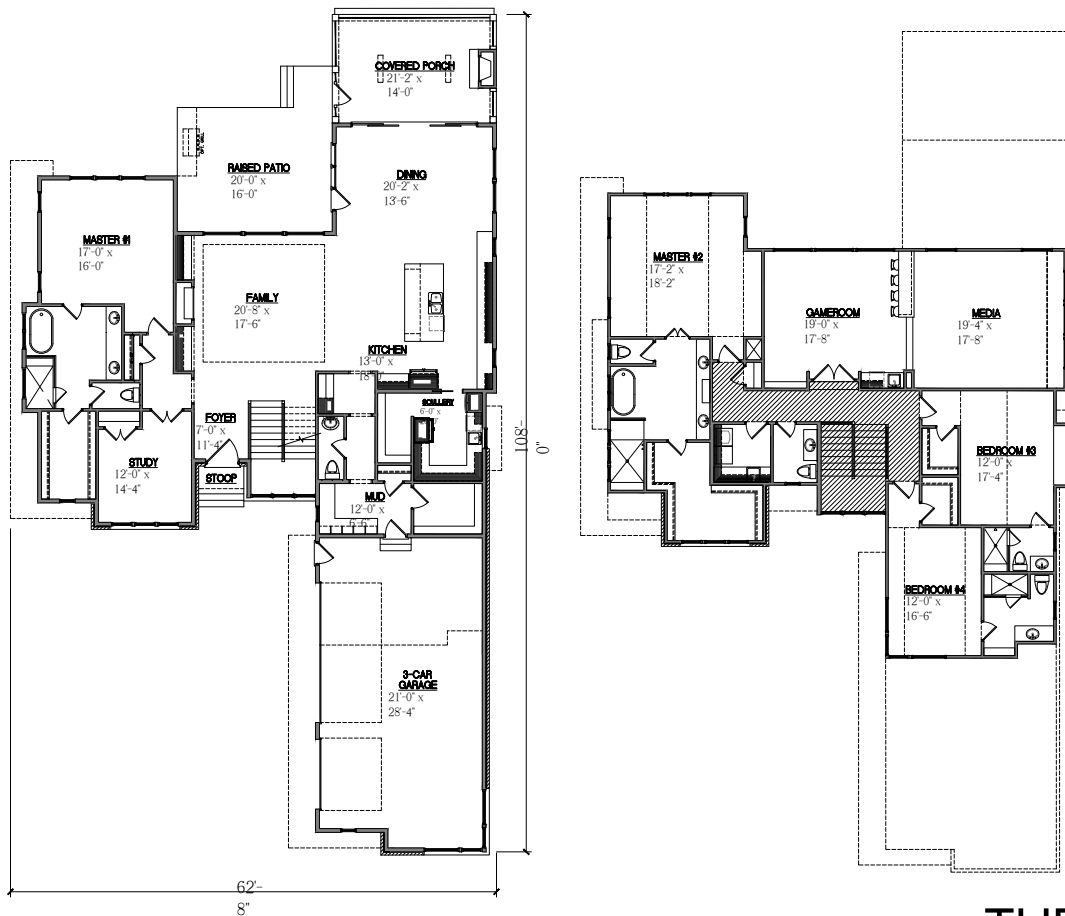 COVERED PORCH
21'-2" x
14'-0"
RAISED PATIO
20'-0" x
16'-0"
DINING
20'-2" x
13'-6"
MASTER #1
17'-0" x
16'-0"
FAMILY
20'-8" x
17'-6"
KITCHEN
13'-0" x
SCULLERY
6'-0" x
FOYER
7'-0" x
11'-4"
STUDY
12'-0" x
14'-4"
STOOP
MUD
12'-0" x
6'-6"
3-CAR
GARAGE
21'-0" x
28'-4"
108'-
0"
62'-
8"
MASTER #2
17'-2" x
18'-2"
GAMEROOM
19'-0" x
17'-8"
MEDIA
19'-4" x
17'-8"
BEDROOM #3
12'-0" x
17'-4"
BEDROOM #4
12'-0" x
16'-6"